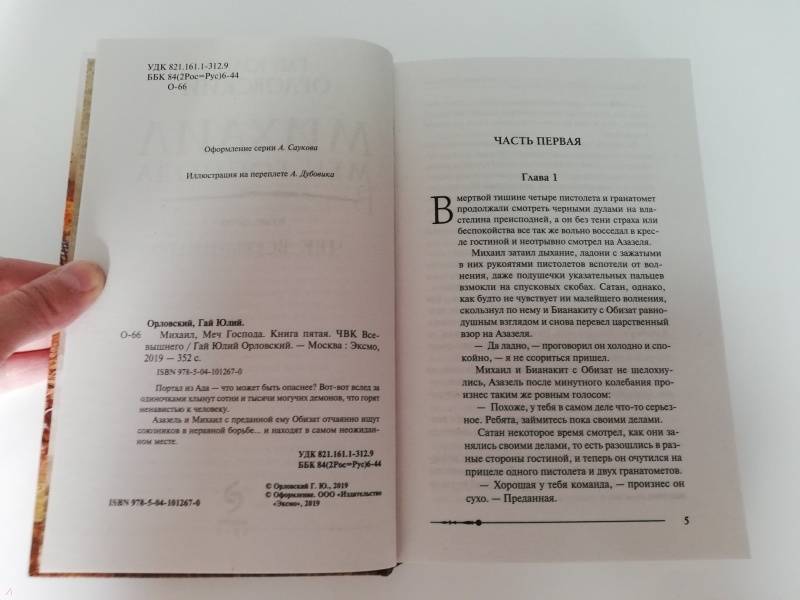 УДК 821.161.1-312.9
ББК 84(2Рос=Рус)6-44
О-66
Оформление серии А. Саукова
Иллюстрация на переплете А. Дубовика
Орловский, Гай Юлий.
О-66 Михаил, Меч Господа. Книга пятая. ЧВК Все-
вышнего / Гай Юлий Орловский. — Москва : Эксмо,
2019 — 352 с.
ISBN 978-5-04-101267-0
Портал из Ада — что может быть опаснее? Вот-вот вслед за
одиночками хлынут сотни и тысячи могучих демонов, что горят
ненавистью к человеку.
Азазель и Михаил с преданной ему Обизат отчаянно ищут
союзников в неравной борьбе... и находят в самом неожидан-
ном месте.
УДК 821.161.1-312.9
ББК 84(2Рос=Рус)6-44
© Орловский Г. Ю., 2019
© Оформление. ООО «Издательство
«Эксмо», 2019
ISBN 978-5-04-101267-0
ЧАСТЬ ПЕРВАЯ
Глава 1
В мертвой тишине четыре пистолета и гранатомет
продолжали смотреть черными дулами на вла-
стелина преисподней, а он без тени страха или
беспокойства все так же вольно восседал в крес-
ле гостиной и неотрывно смотрел на Азазеля.
Михаил затаил дыхание, ладони с зажатыми
в них рукоятями пистолетов вспотели от вол-
нения, даже подушечки указательных пальцев
взмокли на спусковых скобах. Сатан, однако,
как будто не чувствует ни малейшего волнения,
скользнул по нему и Бианакиту с Обизат равно-
душным взглядом и снова перевел царственный
взор на Азазеля.
— Да ладно, — проговорил он холодно и спо-
койно, — я не ссориться пришел.
Михаил и Бианакит с Обизат не шелохну-
лись, Азазель после минутного колебания про-
изнес таким же ровным голосом:
— Похоже, у тебя в самом деле что-то серьез-
ное. Ребята, займитесь пока своими делами.
Сатан некоторое время смотрел, как они за-
нялись своими делами, то есть разошлись в раз-
ные стороны гостиной, и теперь он очутился на
прицеле одного пистолета и двух гранатометов.
— Хорошая у тебя команда, — произнес он
сухо. — Преданная.
5